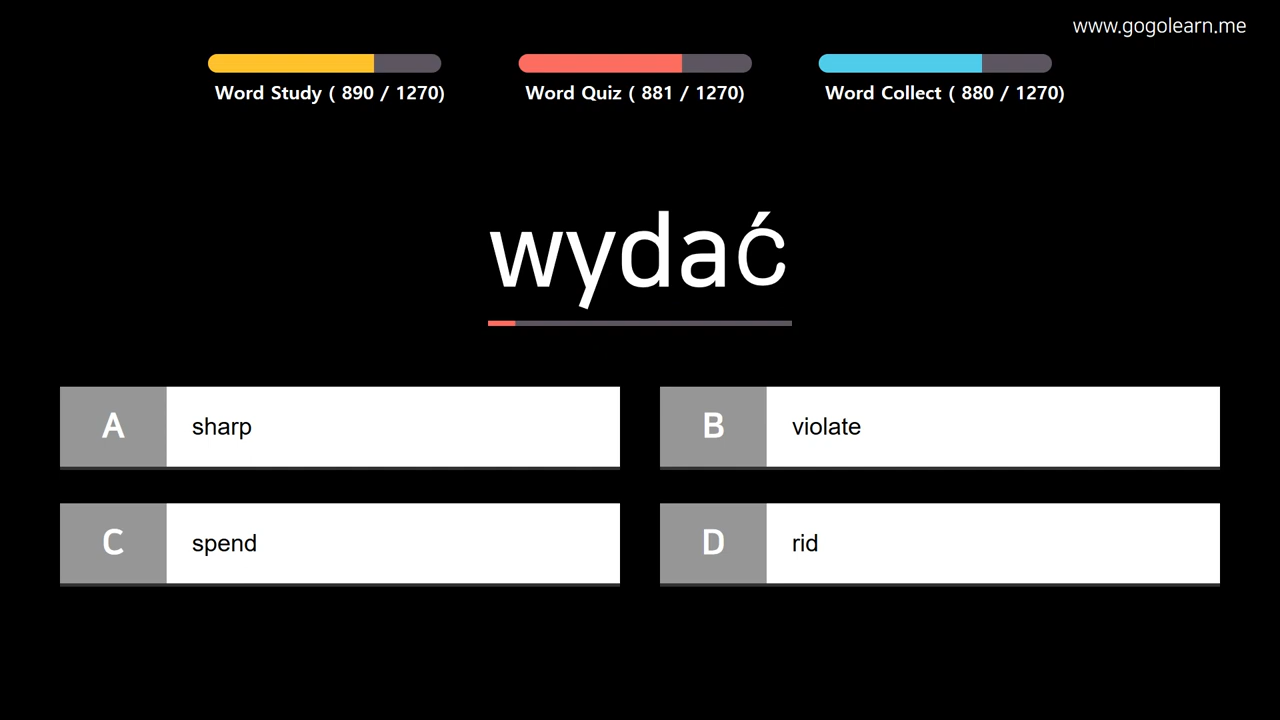 www.gogolearn.me
Word Study ( 890 / 1270)
Word Quiz ( 881 / 1270)
Word Collect ( 880 / 1270)
wydać
A sharp
B violate
C spend
D rid